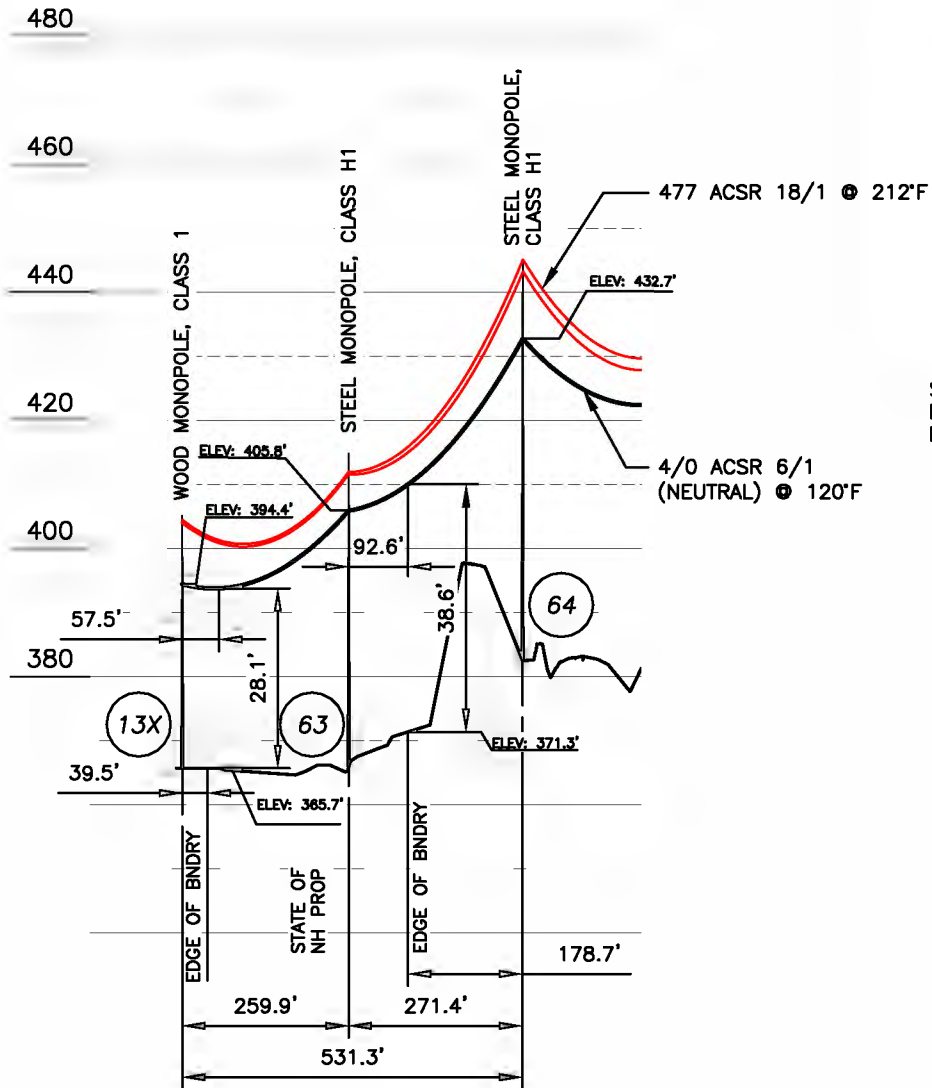 480
460
440
420
400
380
WOOD MONOPOLE, CLASS 1
STEEL MONOPOLE, CLASS H1
STEEL MONOPOLE,
CLASS H1
477 ACSR 18/1 @ 212°F
ELEV: 432.7'
4/0 ACSR 6/1
(NEUTRAL) @ 120°F
ELEV: 405.8'
ELEV: 394.4'
92.6'
38.6'
64
57.5'
28.1'
13X
63
ELEV: 371.3'
39.5'
ELEV: 365.7'
EDGE OF BNDRY
STATE OF
NH PROP
EDGE OF BNDRY
178.7'
259.9'
271.4'
531.3'